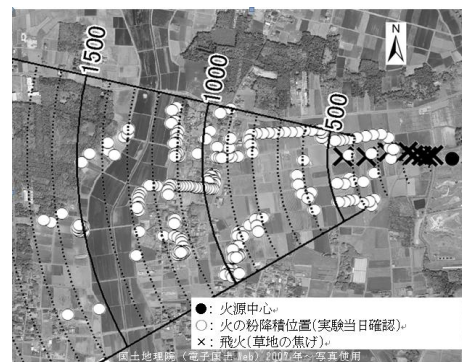 N
1500
1000
500
●：火源中心
○：火の粉降積位置(実験当日確認)
×：飛火(草地の焦げ)
国土地理院（電子国土Web）2007年～写真使用